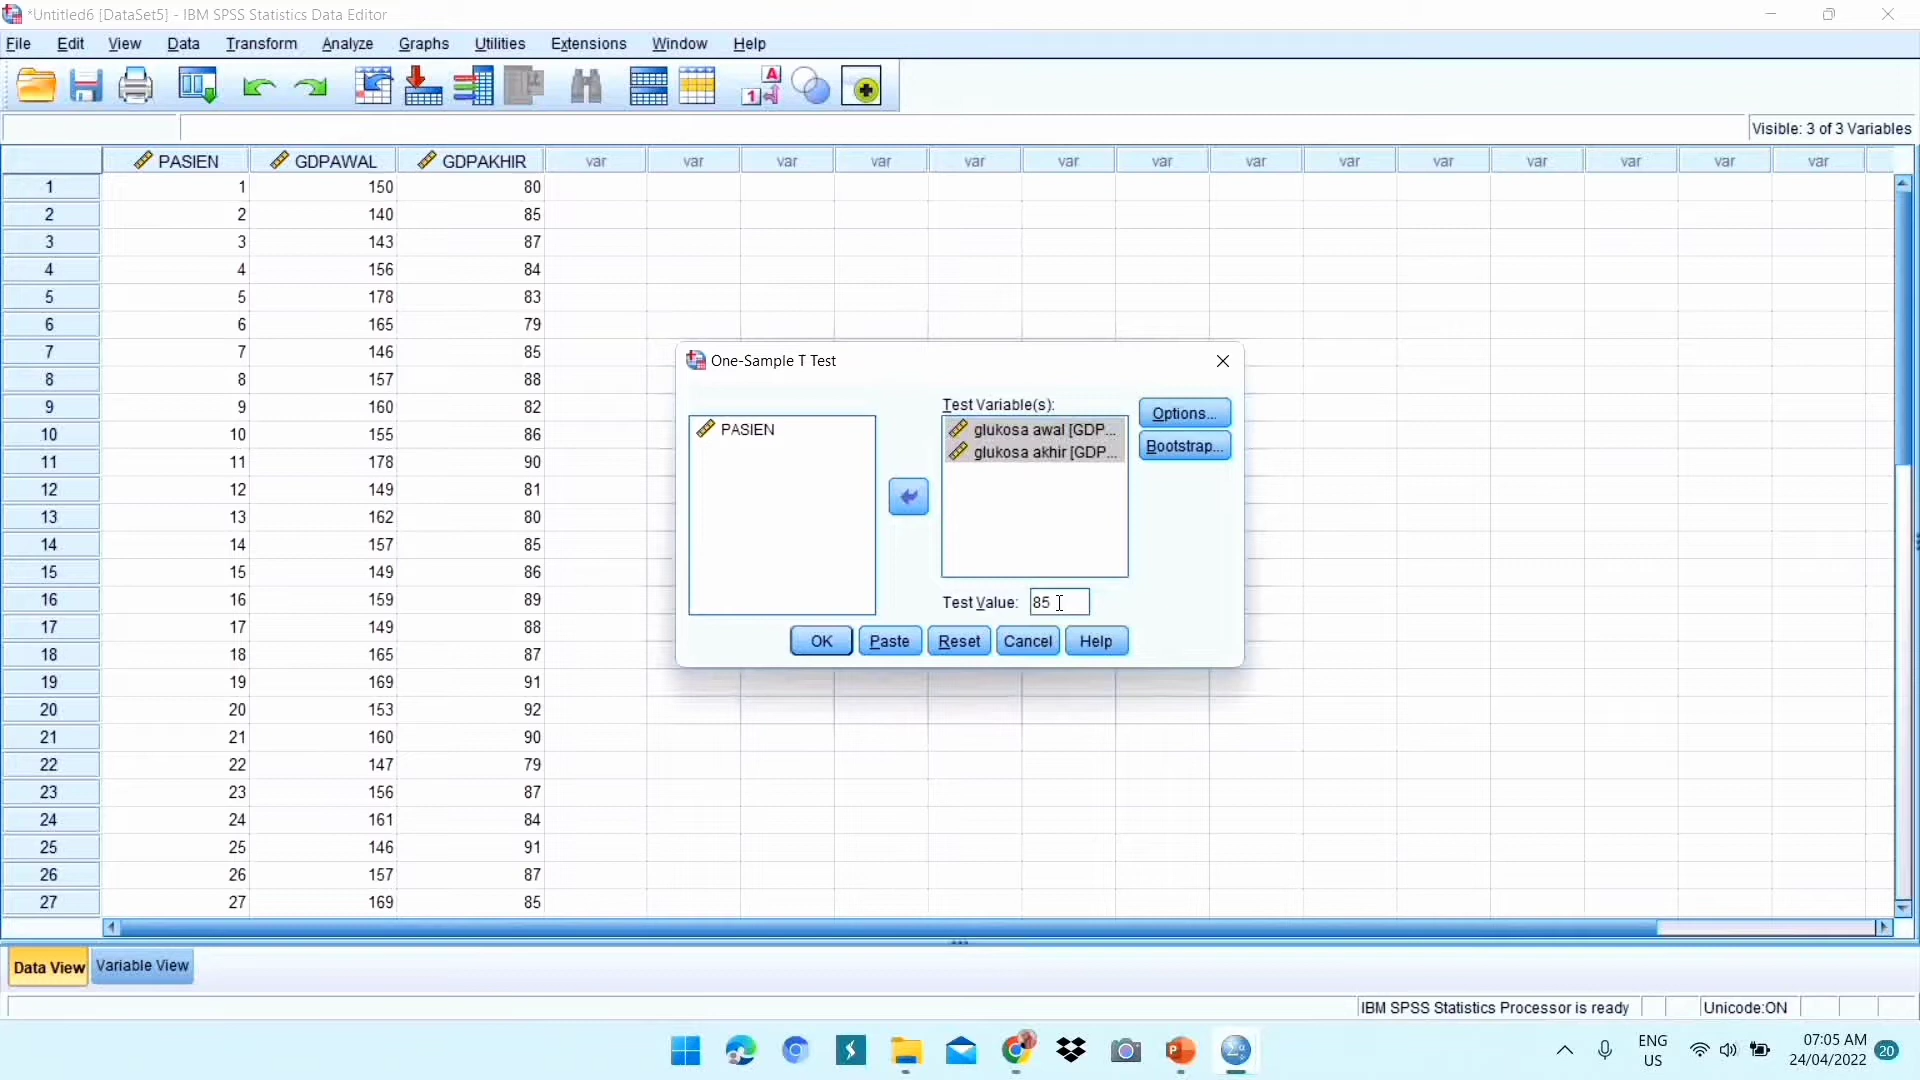 *Untitled6 [DataSet5] - IBM SPSS Statistics Data Editor
File Edit View Data Transform Analyze Graphs Utilities Extensions Window Help
Visible: 3 of 3 Variables
PASIEN GDPAWAL GDPAKHIR var var var var var var var var var var var var var var
1 1 150 80
2 2 140 85
3 3 143 87
4 4 156 84
5 5 178 83
6 6 165 79
7 7 146 85
8 8 157 88
9 9 160 82
10 10 155 86
11 11 178 90
12 12 149 81
13 13 162 80
14 14 157 85
15 15 149 86
16 16 159 89
17 17 149 88
18 18 165 87
19 19 169 91
20 20 153 92
21 21 160 90
22 22 147 79
23 23 156 87
24 24 161 84
25 25 146 91
26 26 157 87
27 27 169 85
One-Sample T Test
Test Variable(s):
PASIEN
glukosa awal [GDP...
glukosa akhir [GDP...
Options...
Bootstrap...
Test Value: 85
OK Paste Reset Cancel Help
Data View Variable View
IBM SPSS Statistics Processor is ready Unicode:ON
ENG
US
07:05 AM
24/04/2022
20